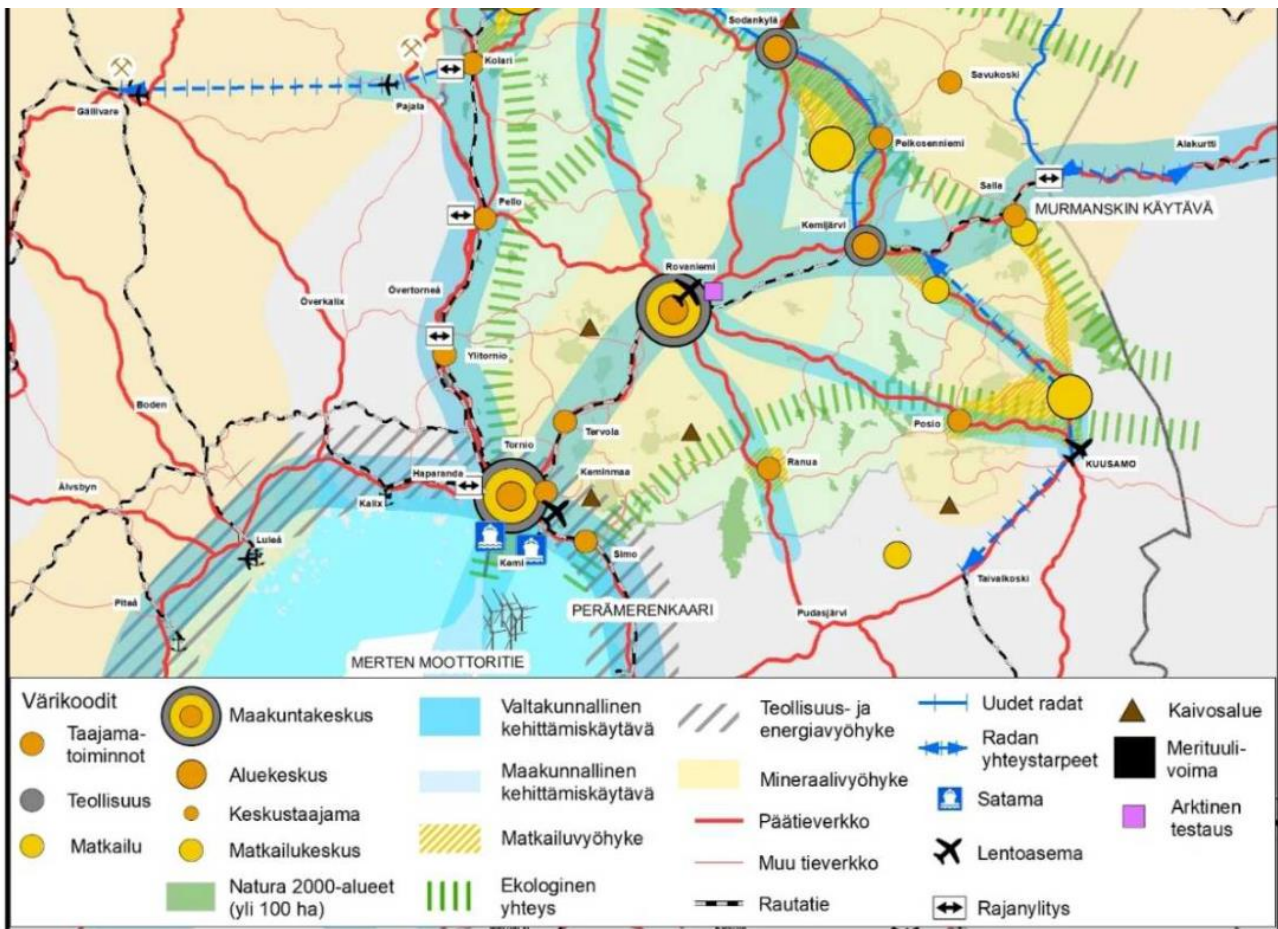 Sodankylä
Kolari
Savukoski
Gällivare
Pajala
Pelkosenniemi
Alakurtti
Salla
MURMANSKIN KÄYTÄVÄ
Pello
Kemijärvi
Rovaniemi
Övertorneå
Överkalix
Ylitornio
Boden
Tervola
Posio
Tornio
Keminmaa
Ranua
KUUSAMO
Haparanda
Älvsbyn
Kalix
Luleå
Kemi
Simo
Taivalkoski
Piteå
PERÄMERENKAARI
Pudasjärvi
MERTEN MOOTTORITIE
Värikoodit
Taajama-
toiminnot
Teollisuus
Matkailu
Maakuntakeskus
Aluekeskus
Keskustaajama
Matkailukeskus
Natura 2000-alueet
(yli 100 ha)
Valtakunnallinen
kehittämiskäytävä
Maakunnallinen
kehittämiskäytävä
Matkailuvyöhyke
Ekologinen
yhteys
Teollisuus- ja
energiavyöhyke
Mineraalivyöhyke
Päätieverkko
Muu tieverkko
Rautatie
Uudet radat
Radan
yhteystarpeet
Satama
Lentoasema
Rajanylitys
Kaivosalue
Merituuli-
voima
Arktinen
testaus